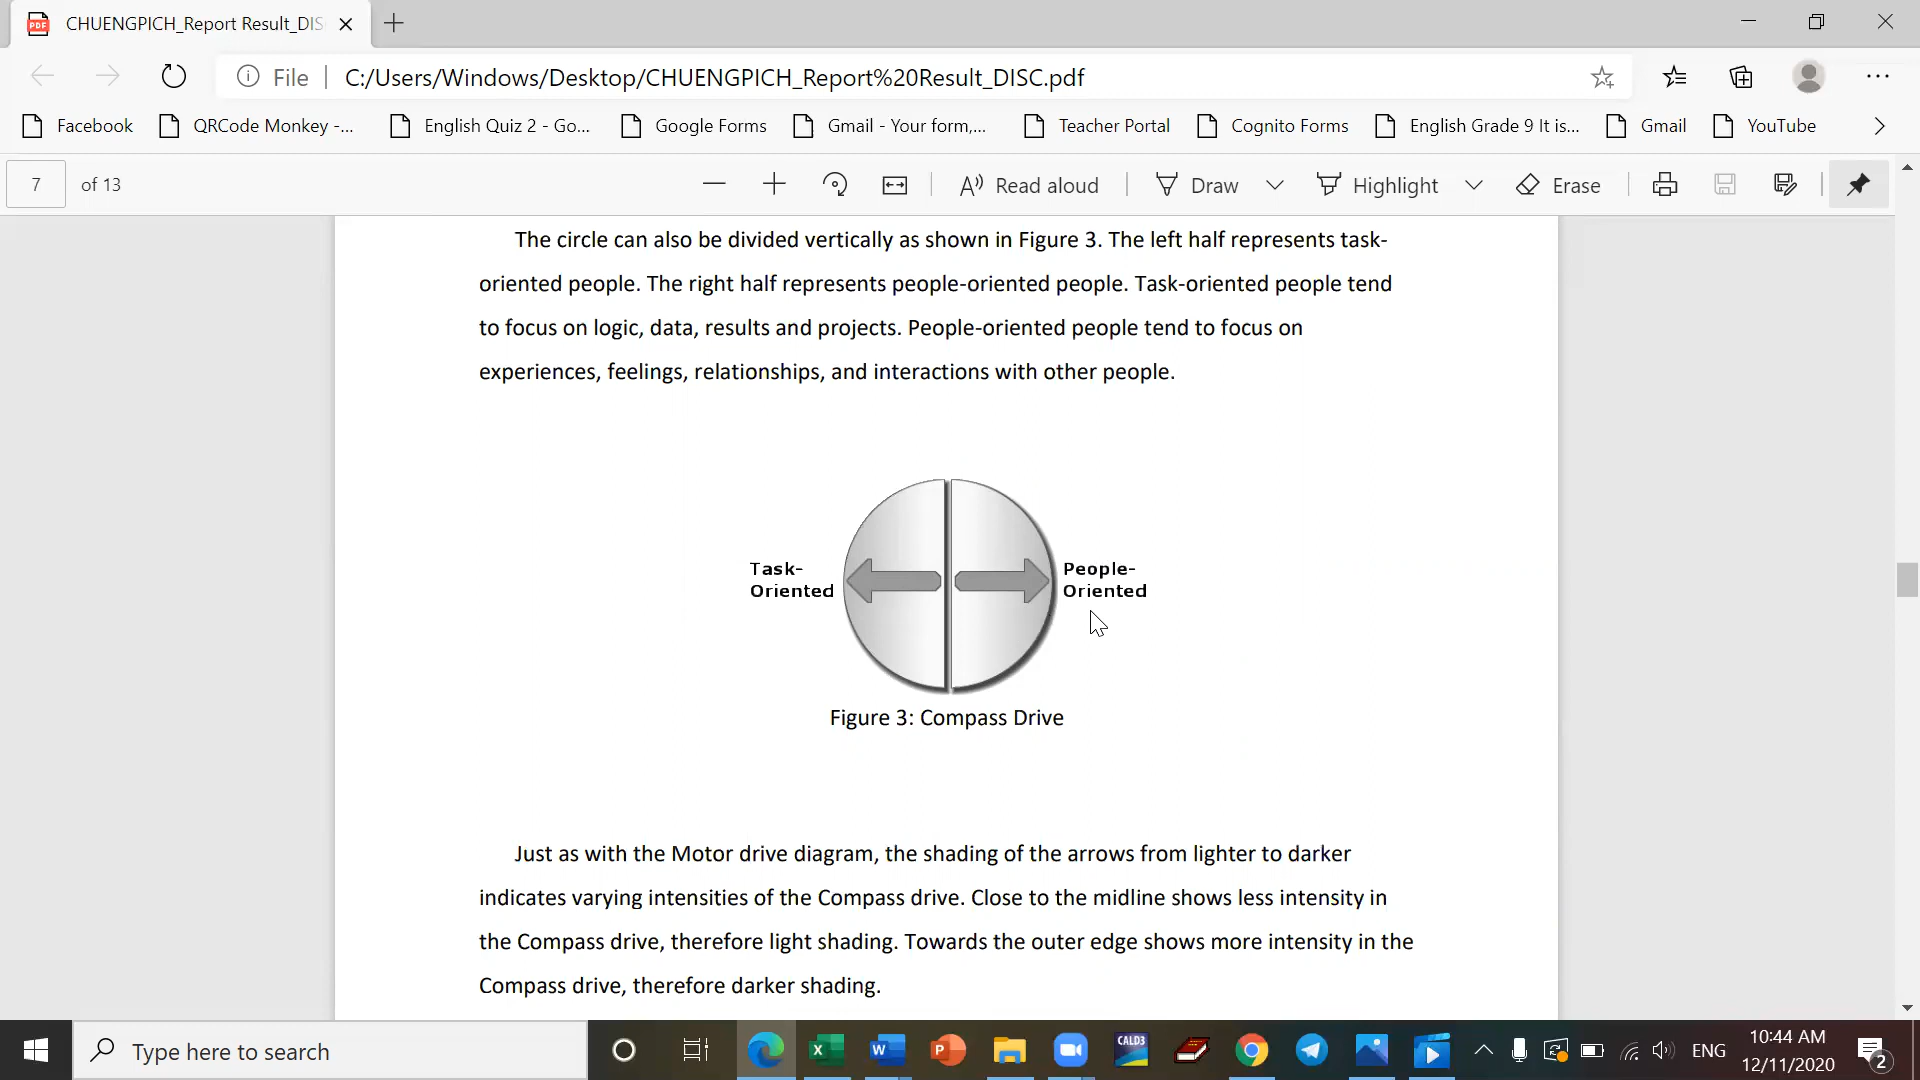 CHUENGPICH_Report Result_DIS
File
C:/Users/Windows/Desktop/CHUENGPICH_Report%20Result_DISC.pdf
Facebook
QRCode Monkey -...
English Quiz 2 - Go...
Google Forms
Gmail - Your form,...
Teacher Portal
Cognito Forms
English Grade 9 It is...
Gmail
YouTube
7 of 13
Read aloud
Draw
Highlight
Erase
The circle can also be divided vertically as shown in Figure 3. The left half represents task-
oriented people. The right half represents people-oriented people. Task-oriented people tend
to focus on logic, data, results and projects. People-oriented people tend to focus on
experiences, feelings, relationships, and interactions with other people.
Task-
Oriented
People-
Oriented
Figure 3: Compass Drive
Just as with the Motor drive diagram, the shading of the arrows from lighter to darker
indicates varying intensities of the Compass drive. Close to the midline shows less intensity in
the Compass drive, therefore light shading. Towards the outer edge shows more intensity in the
Compass drive, therefore darker shading.
Type here to search
CALD3
ENG
10:44 AM
12/11/2020
2